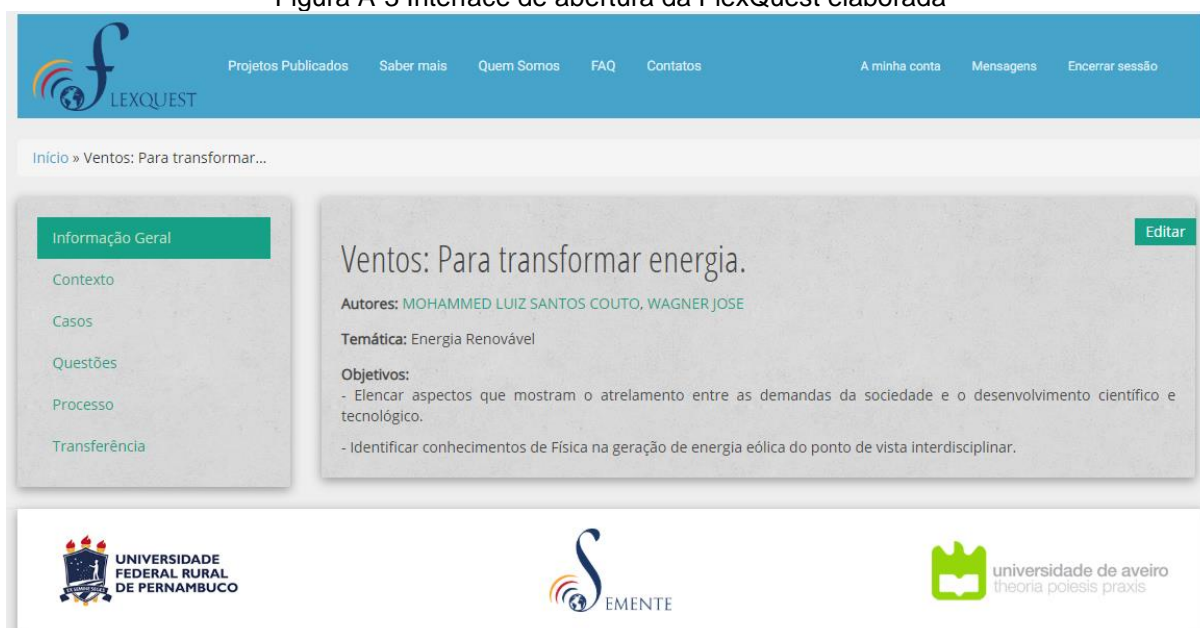 Figura A-3 Interface de abertura da FlexQuest elaborada
fLEXQUEST
Projetos Publicados Saber mais Quem Somos FAQ Contatos A minha conta Mensagens Encerrar sessão
Início » Ventos: Para transformar...
Informação Geral
Contexto
Casos
Questões
Processo
Transferência
Editar
Ventos: Para transformar energia.
Autores: MOHAMMED LUIZ SANTOS COUTO, WAGNER JOSE
Temática: Energia Renovável
Objetivos:
- Elencar aspectos que mostram o atrelamento entre as demandas da sociedade e o desenvolvimento científico e
tecnológico.
- Identificar conhecimentos de Física na geração de energia eólica do ponto de vista interdisciplinar.
UNIVERSIDADE
FEDERAL RURAL
DE PERNAMBUCO
SEMENTE
universidade de aveiro
theoria poiesis praxis